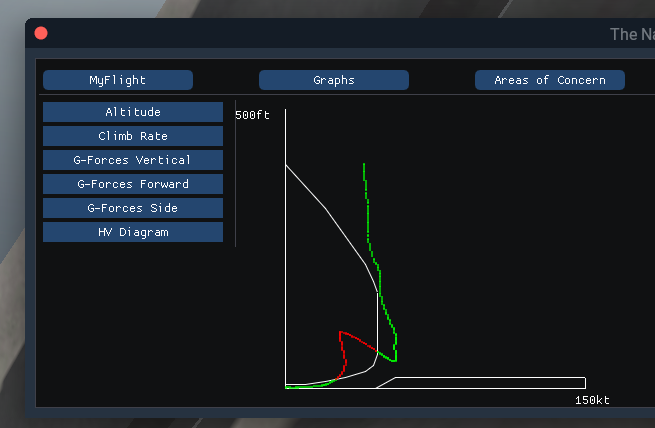 The Na
MyFlight
Graphs
Areas of Concern
Altitude
Climb Rate
G-Forces Vertical
G-Forces Forward
G-Forces Side
HV Diagram
500ft
150kt